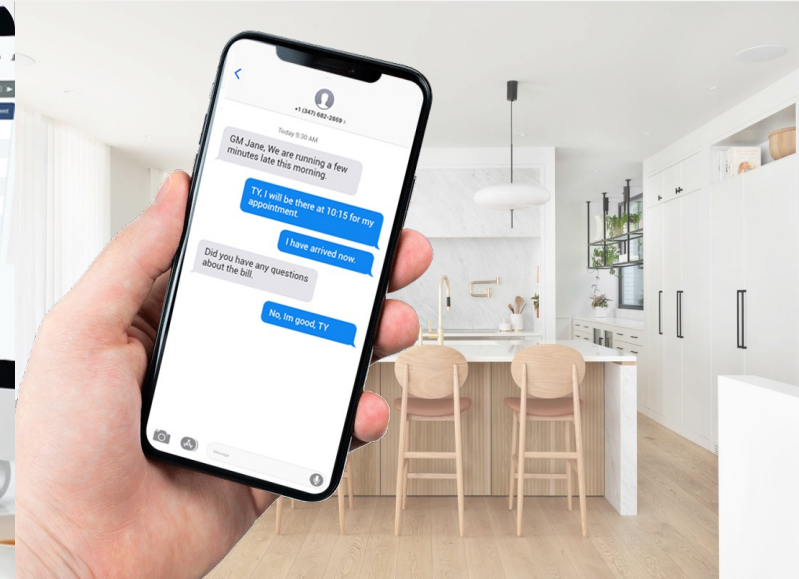 +1 (347) 682-2869 ›
Today 9:30 AM
GM Jane, We are running a few
minutes late this morning.
TY, I will be there at 10:15 for my
appointment.
I have arrived now.
Did you have any questions
about the bill.
No, Im good, TY
iMessage